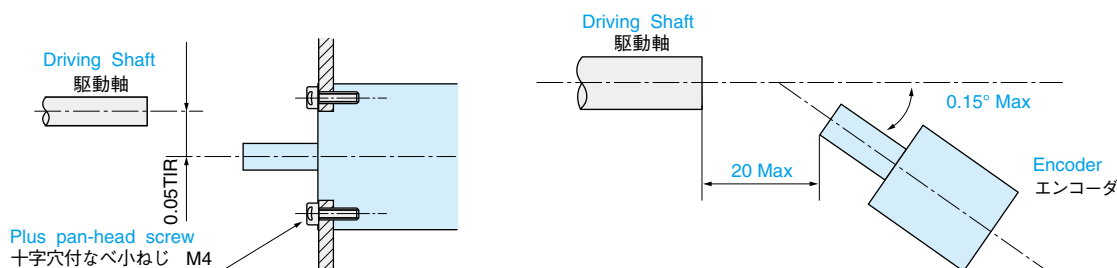 Driving Shaft
駆動軸
0.05TIR
Plus pan-head screw
十字穴付なべ小ねじ M4
Driving Shaft
駆動軸
0.15° Max
20 Max
Encoder
エンコーダ